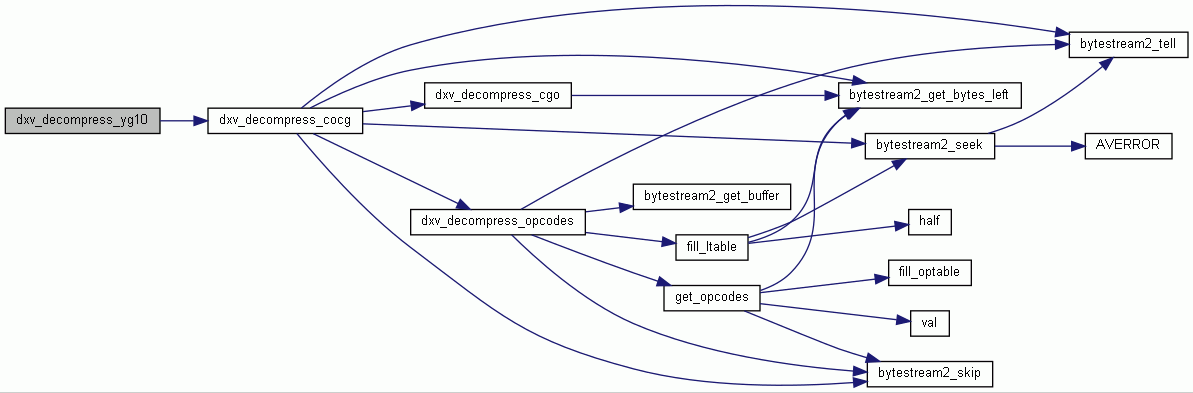 dxv_decompress_yg10
dxv_decompress_cocg
dxv_decompress_cgo
dxv_decompress_opcodes
bytestream2_get_buffer
fill_ltable
get_opcodes
bytestream2_tell
bytestream2_get_bytes_left
bytestream2_seek
AVERROR
half
fill_optable
val
bytestream2_skip